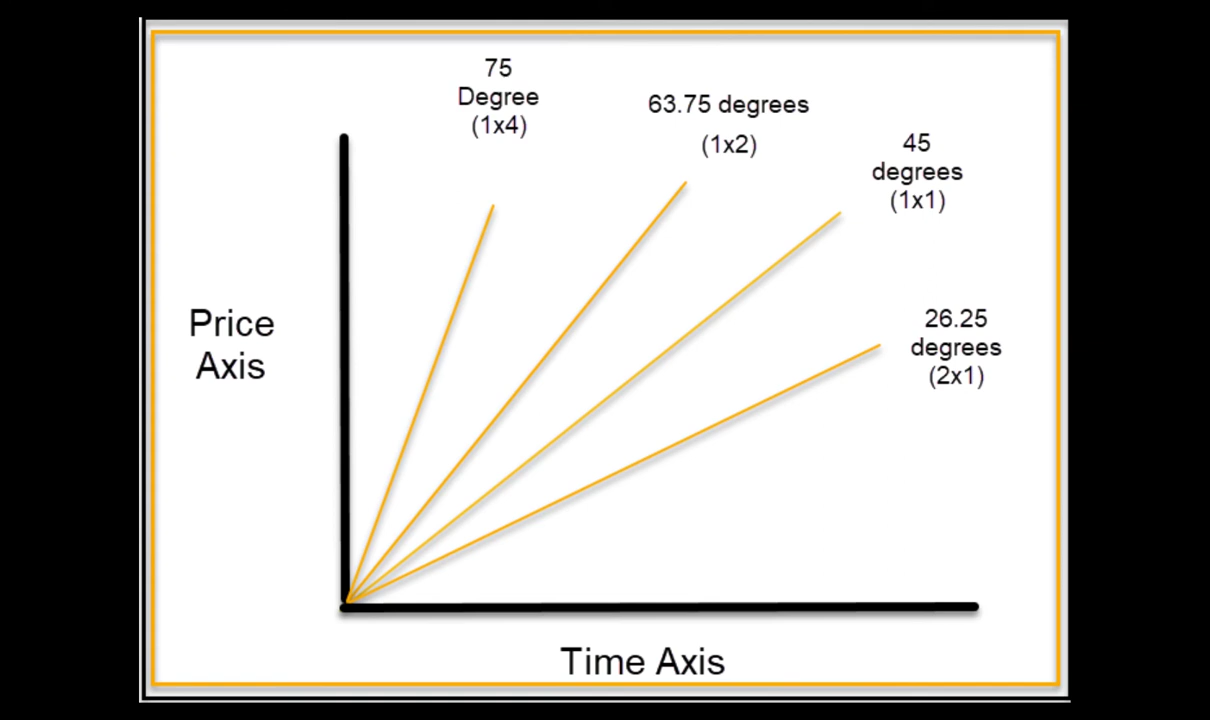 75
Degree
(1x4)
63.75 degrees
(1x2)
45
degrees
(1x1)
26.25
degrees
(2x1)
Price
Axis
Time Axis